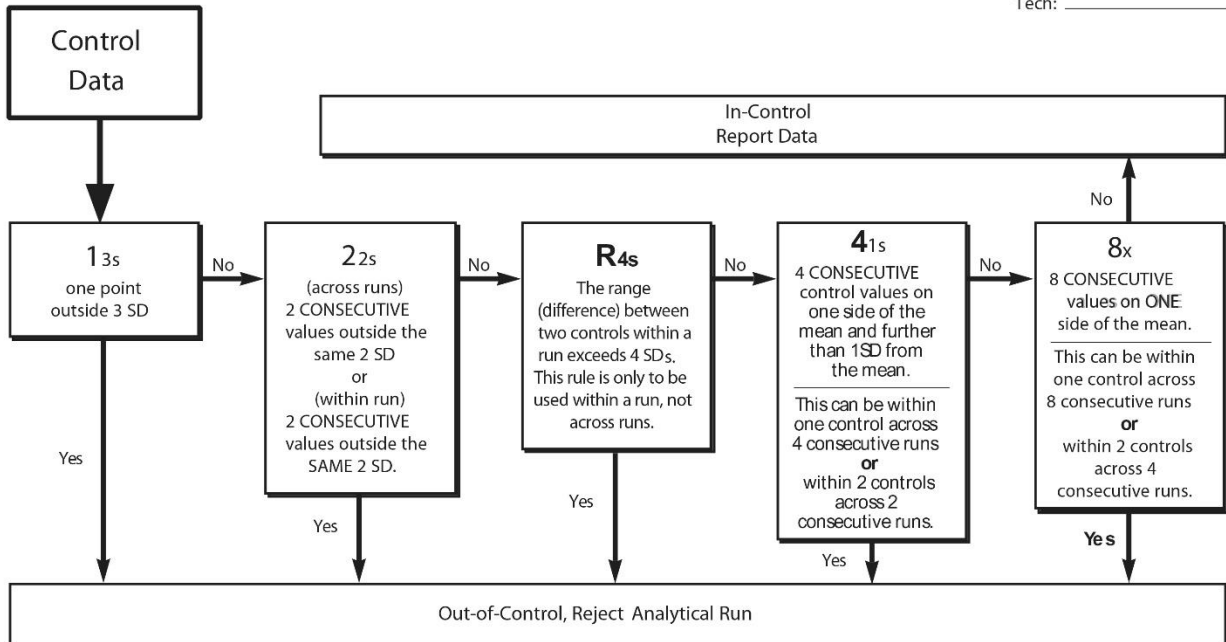 Tech:
Control
Data
In-Control
Report Data
No
1 3s
one point
outside 3 SD
No
2 2s
(across runs)
2 CONSECUTIVE
values outside the
same 2 SD
or
(within run)
2 CONSECUTIVE
values outside the
SAME 2 SD.
No
R4s
The range
(difference) between
two controls within a
run exceeds 4 SDs.
This rule is only to be
used within a run, not
across runs.
No
4 1s
4 CONSECUTIVE
control values on
one side of the
mean and further
than 1SD from
the mean.
This can be within
one control across
4 consecutive runs
or
within 2 controls
across 2
consecutive runs.
No
8x
8 CONSECUTIVE
values on ONE
side of the mean.
This can be within
one control across
8 consecutive runs
or
within 2 controls
across 4
consecutive runs.
Yes
Yes
Yes
Yes
Yes
Out-of-Control, Reject Analytical Run